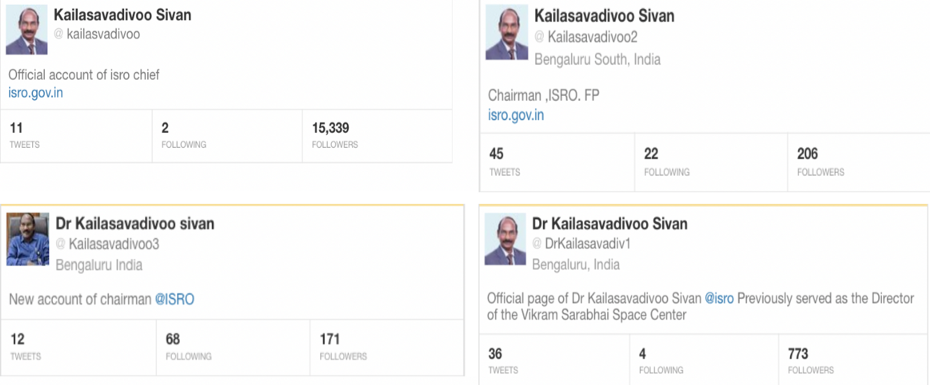 Kailasavadivoo Sivan
@ kailasvadivoo
Official account of isro chief
isro.gov.in
11
2
15,339
TWEETS
FOLLOWING
FOLLOWERS
Kailasavadivoo Sivan
@ Kailasavadivoo2
Bengaluru South, India
Chairman ,ISRO. FP
isro.gov.in
45
22
206
TWEETS
FOLLOWING
FOLLOWERS
Dr Kailasavadivoo sivan
@ Kailasavadivoo3
Bengaluru India
New account of chairman @ISRO
12
68
171
TWEETS
FOLLOWING
FOLLOWERS
Dr Kailasavadivoo Sivan
@ DrKailasavadiv1
Bengaluru, India
Official page of Dr Kailasavadivoo Sivan @isro Previously served as the Director
of the Vikram Sarabhai Space Center
36
4
773
TWEETS
FOLLOWING
FOLLOWERS